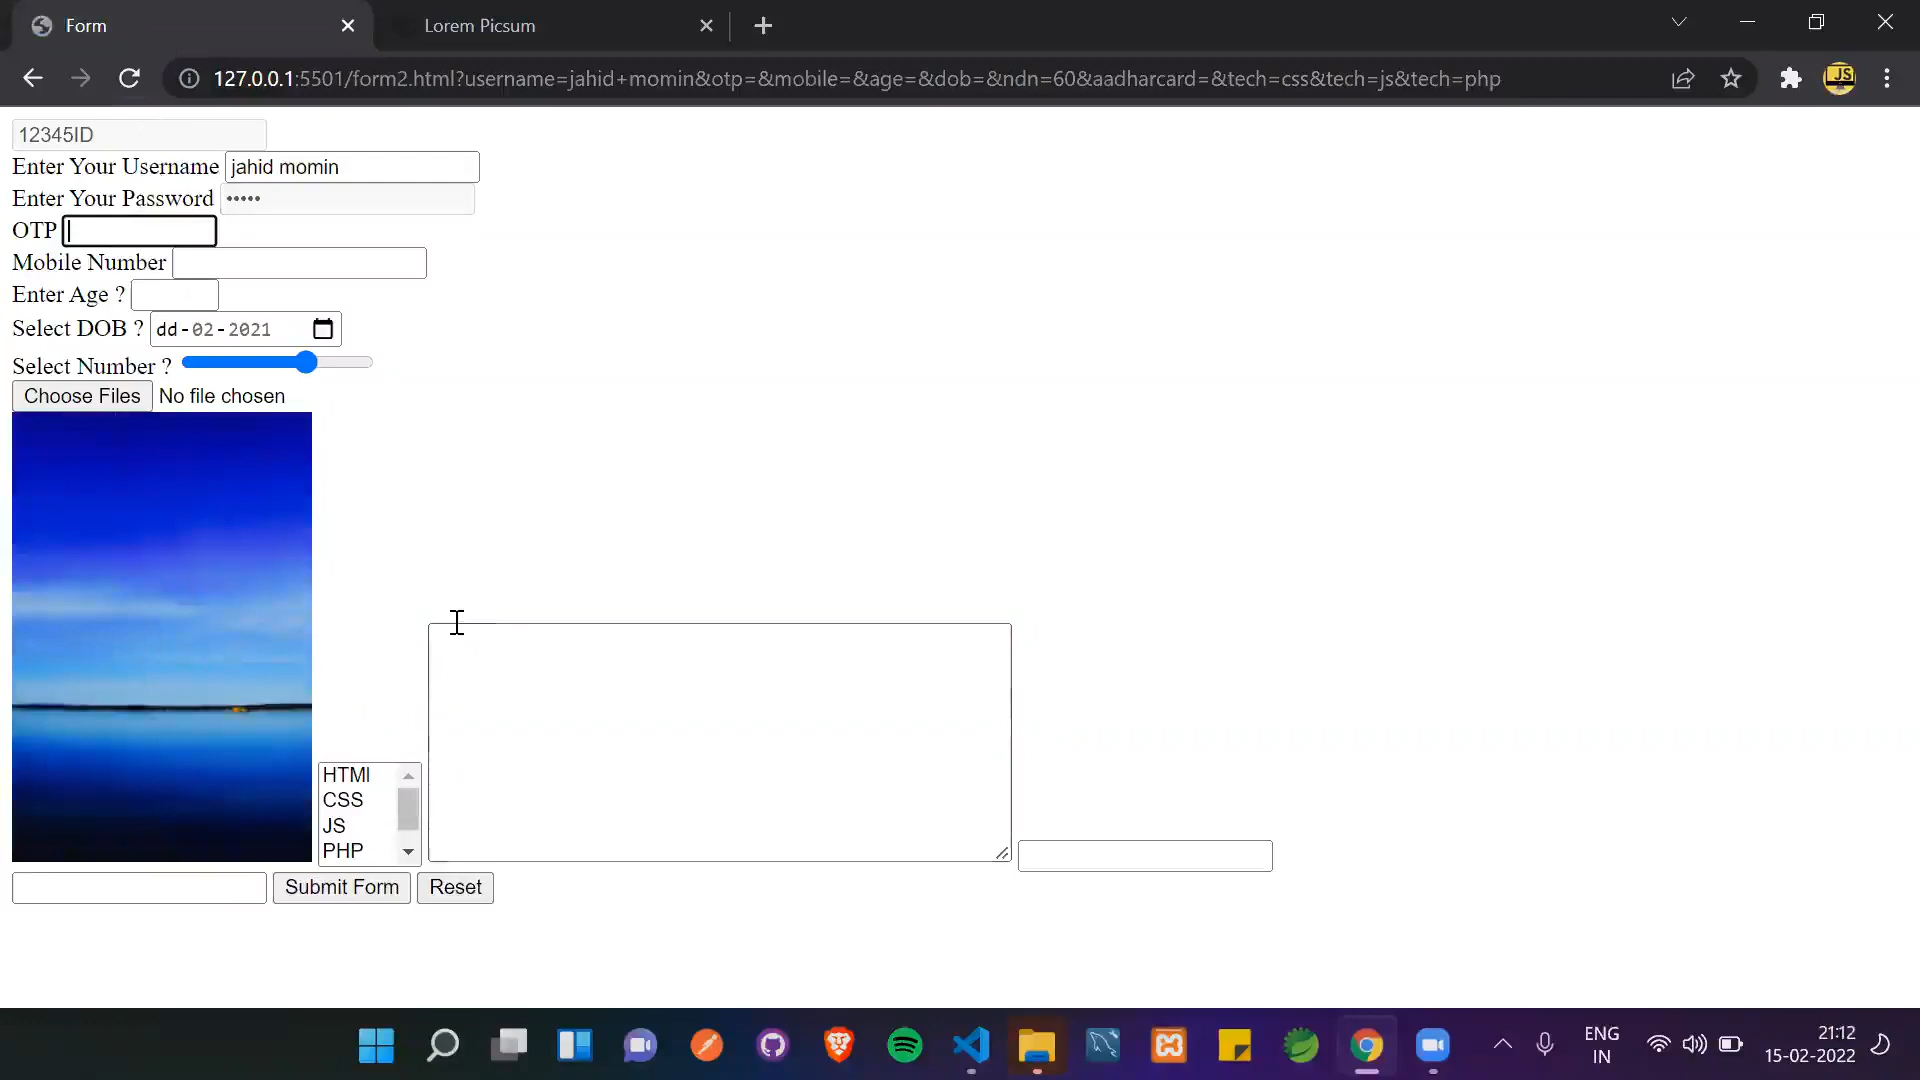 Form
Lorem Picsum
127.0.0.1:5501/form2.html?username=jahid+momin&otp=&mobile=&age=&dob=&ndn=60&aadharcard=&tech=css&tech=js&tech=php
JS
12345ID
Enter Your Username jahid momin
Enter Your Password •••••
OTP
Mobile Number
Enter Age ?
Select DOB ? dd-02-2021
Select Number ?
Choose Files No file chosen
HTMl
CSS
JS
PHP
Submit Form Reset
ENG
IN
21:12
15-02-2022